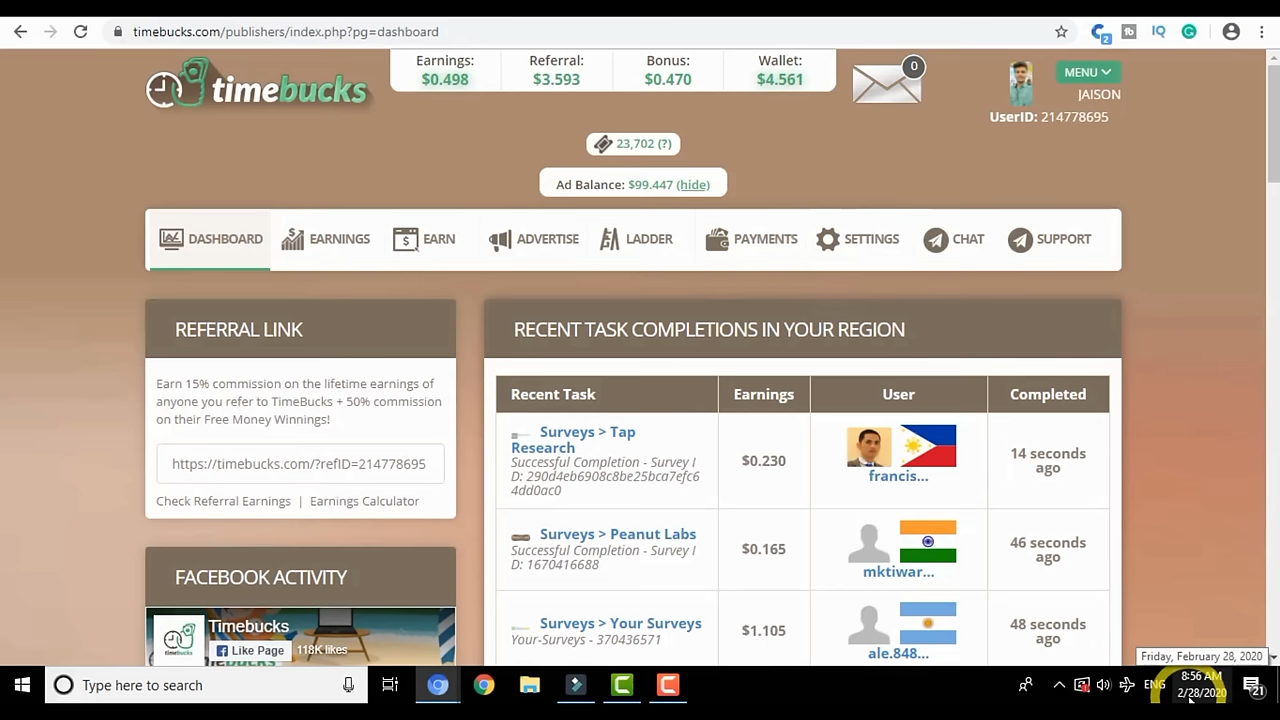 timebucks.com/publishers/index.php?pg=dashboard
2
IQ
timebucks
Earnings: Referral: Bonus: Wallet:
$0.498 $3.593 $0.470 $4.561
0
MENU
JAISON
UserID: 214778695
23,702 (?)
Ad Balance: $99.447 (hide)
DASHBOARD EARNINGS EARN ADVERTISE LADDER PAYMENTS SETTINGS CHAT SUPPORT
REFERRAL LINK
Earn 15% commission on the lifetime earnings of
anyone you refer to TimeBucks + 50% commission
on their Free Money Winnings!
https://timebucks.com/?refID=214778695
Check Referral Earnings | Earnings Calculator
FACEBOOK ACTIVITY
timebucks
Timebucks
Like Page 118K likes
RECENT TASK COMPLETIONS IN YOUR REGION
Recent Task Earnings User Completed
Surveys > Tap
Research
Successful Completion - Survey I
D: 290d4eb6908c8be25bca7efc6
4dd0ac0
$0.230
francis...
14 seconds
ago
Surveys > Peanut Labs
Successful Completion - Survey I
D: 1670416688
$0.165
mktiwar...
46 seconds
ago
Surveys > Your Surveys
Your-Surveys - 370436571
$1.105
ale.848...
48 seconds
ago
Friday, February 28, 2020
Type here to search
ENG
8:56 AM
2/28/2020
21